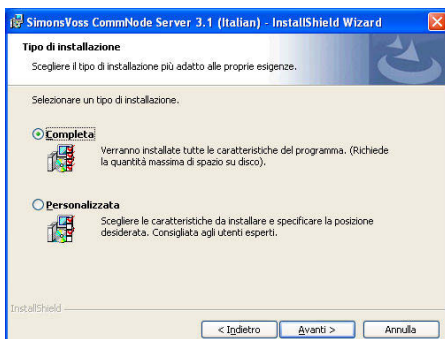 SimonsVoss CommNode Server 3.1 (Italian) - InstallShield Wizard
Tipo di installazione
Scegliere il tipo di installazione più adatto alle proprie esigenze.
Selezionare un tipo di installazione.
Completa
Verranno installate tutte le caratteristiche del programma. (Richiede
la quantità massima di spazio su disco).
Personalizzata
Scegliere le caratteristiche da installare e specificare la posizione
desiderata. Consigliata agli utenti esperti.
InstallShield
< Indietro Avanti > Annulla